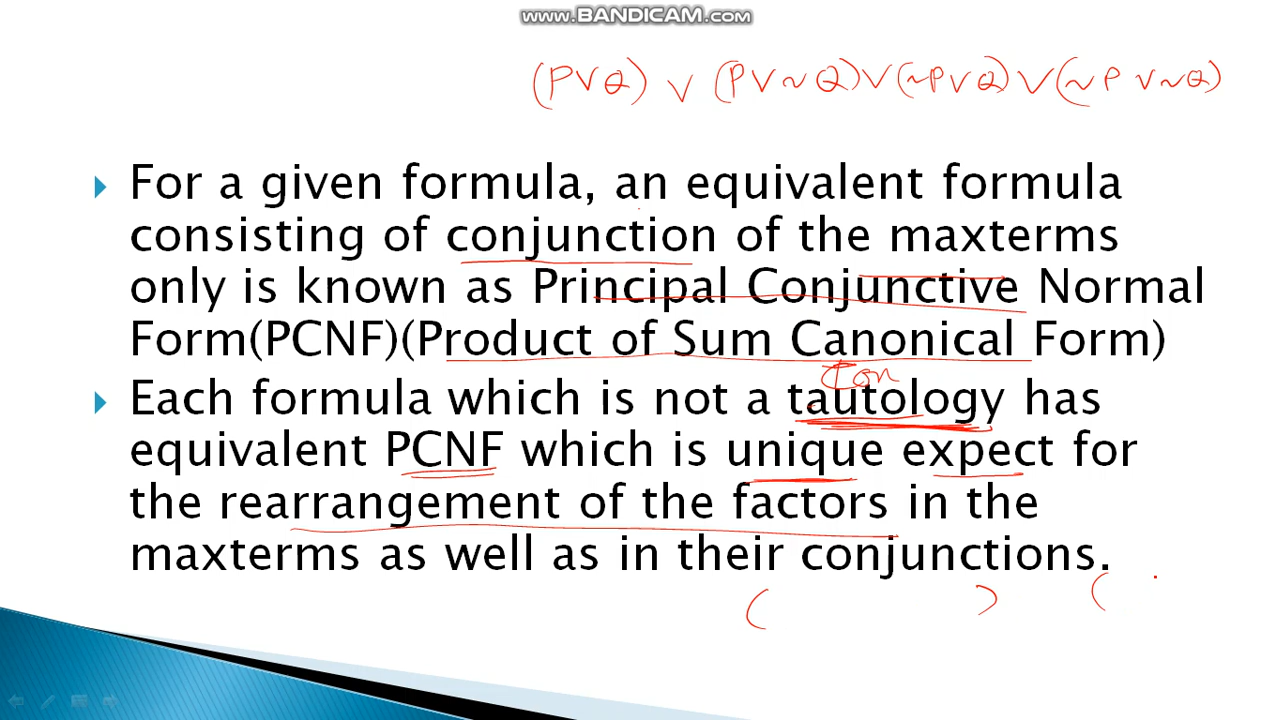 www.BANDICAM.com
(P∨Q) ∨ (P∨~Q)∨(~P∨Q)∨(~P ∨~Q)
For a given formula, an equivalent formula
consisting of conjunction of the maxterms
only is known as Principal Conjunctive Normal
Form(PCNF)(Product of Sum Canonical Form)
Con
Each formula which is not a tautology has
equivalent PCNF which is unique expect for
the rearrangement of the factors in the
maxterms as well as in their conjunctions.
( ) (